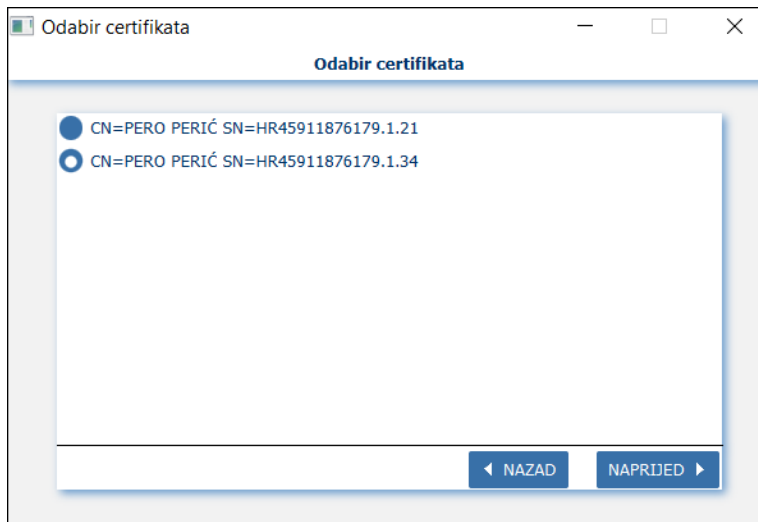 Odabir certifikata
Odabir certifikata
CN=PERO PERIĆ SN=HR45911876179.1.21
CN=PERO PERIĆ SN=HR45911876179.1.34
NAZAD
NAPRIJED